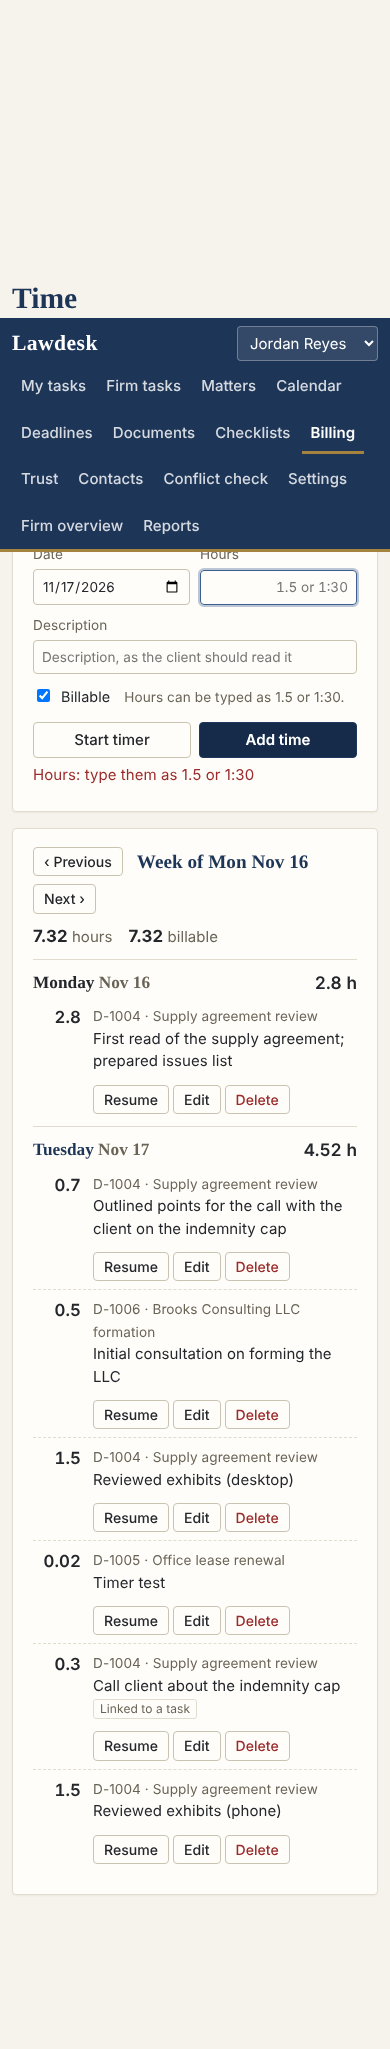 Time
Lawdesk
Jordan Reyes
My tasks Firm tasks Matters Calendar
Deadlines Documents Checklists Billing
Trust Contacts Conflict check Settings
Firm overview Reports
Date Hours
11/17/2026 1.5 or 1:30
Description
Description, as the client should read it
Billable Hours can be typed as 1.5 or 1:30.
Start timer Add time
Hours: type them as 1.5 or 1:30
‹ Previous Week of Mon Nov 16
Next ›
7.32 hours 7.32 billable
Monday Nov 16 2.8 h
2.8 D-1004 · Supply agreement review
First read of the supply agreement;
prepared issues list
Resume Edit Delete
Tuesday Nov 17 4.52 h
0.7 D-1004 · Supply agreement review
Outlined points for the call with the
client on the indemnity cap
Resume Edit Delete
0.5 D-1006 · Brooks Consulting LLC
formation
Initial consultation on forming the
LLC
Resume Edit Delete
1.5 D-1004 · Supply agreement review
Reviewed exhibits (desktop)
Resume Edit Delete
0.02 D-1005 · Office lease renewal
Timer test
Resume Edit Delete
0.3 D-1004 · Supply agreement review
Call client about the indemnity cap
Linked to a task
Resume Edit Delete
1.5 D-1004 · Supply agreement review
Reviewed exhibits (phone)
Resume Edit Delete